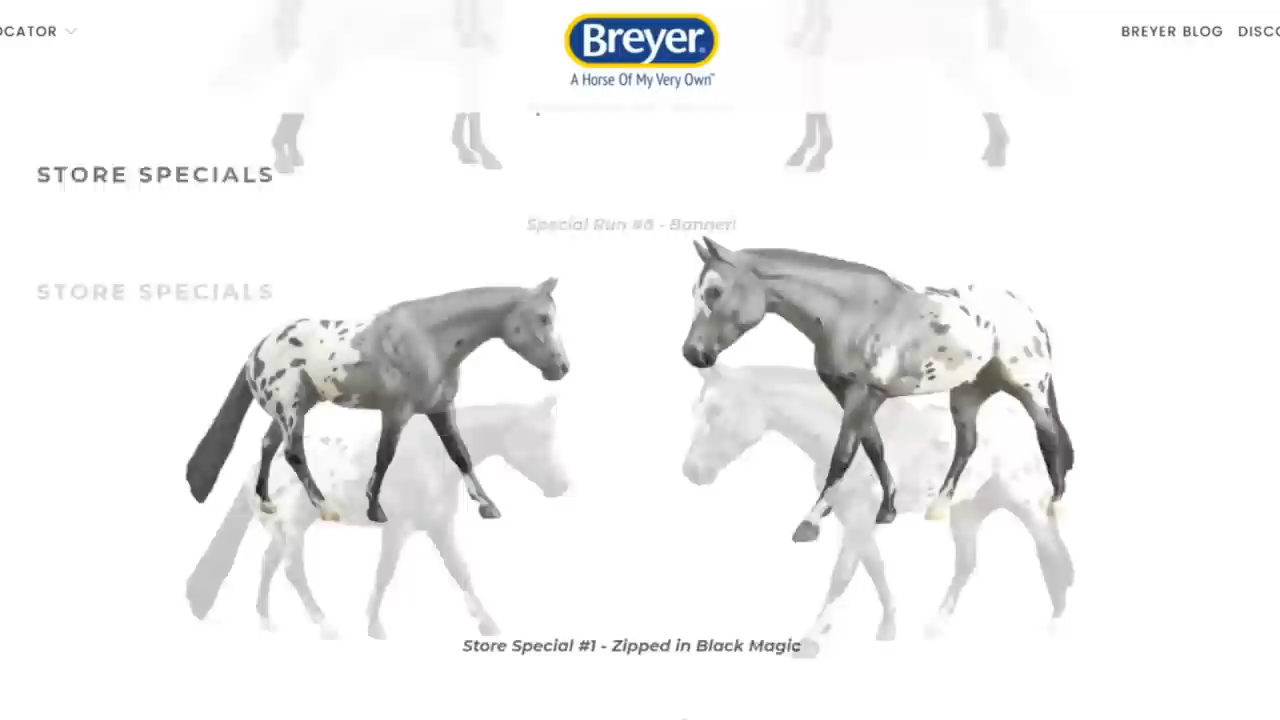 OCATOR
Breyer
A Horse Of My Very Own™
BREYER BLOG DISCO
STORE SPECIALS
Special Run #6 - Banner!
STORE SPECIALS
Store Special #1 - Zipped in Black Magic